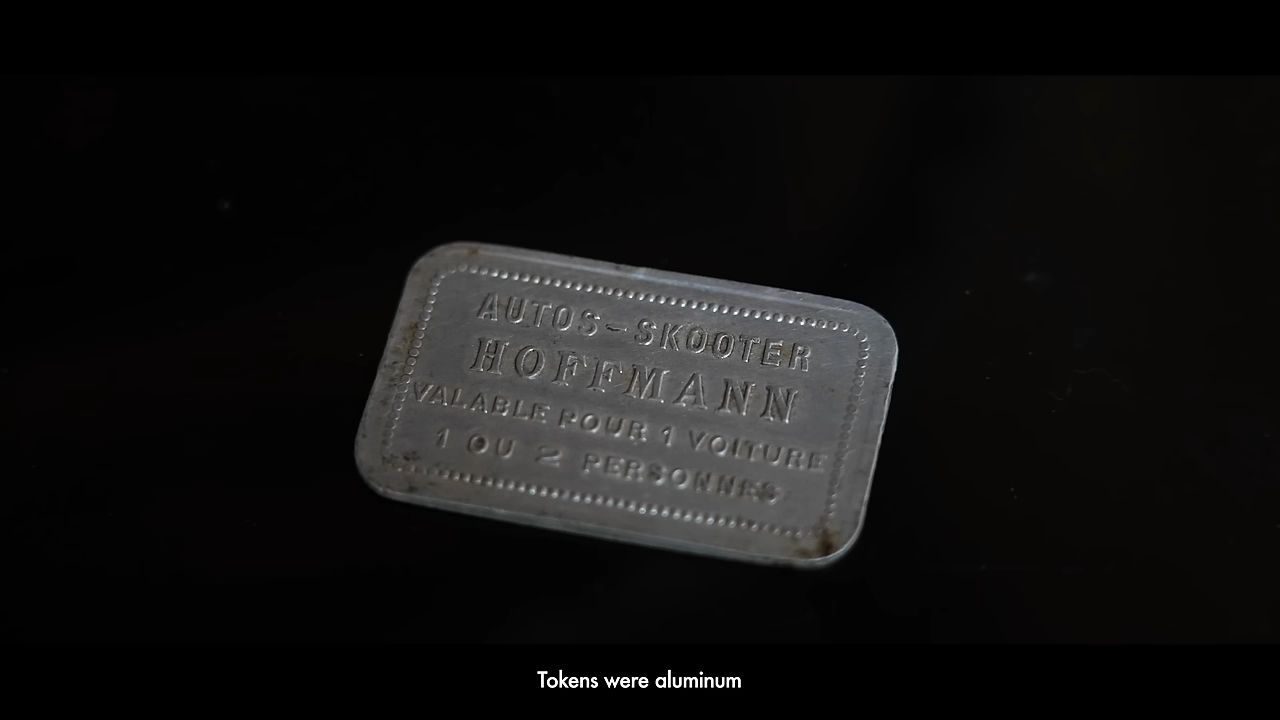 AUTOS-SKOOTER
HOFFMANN
VALABLE POUR 1 VOITURE
1 OU 2 PERSONNES
Tokens were aluminum